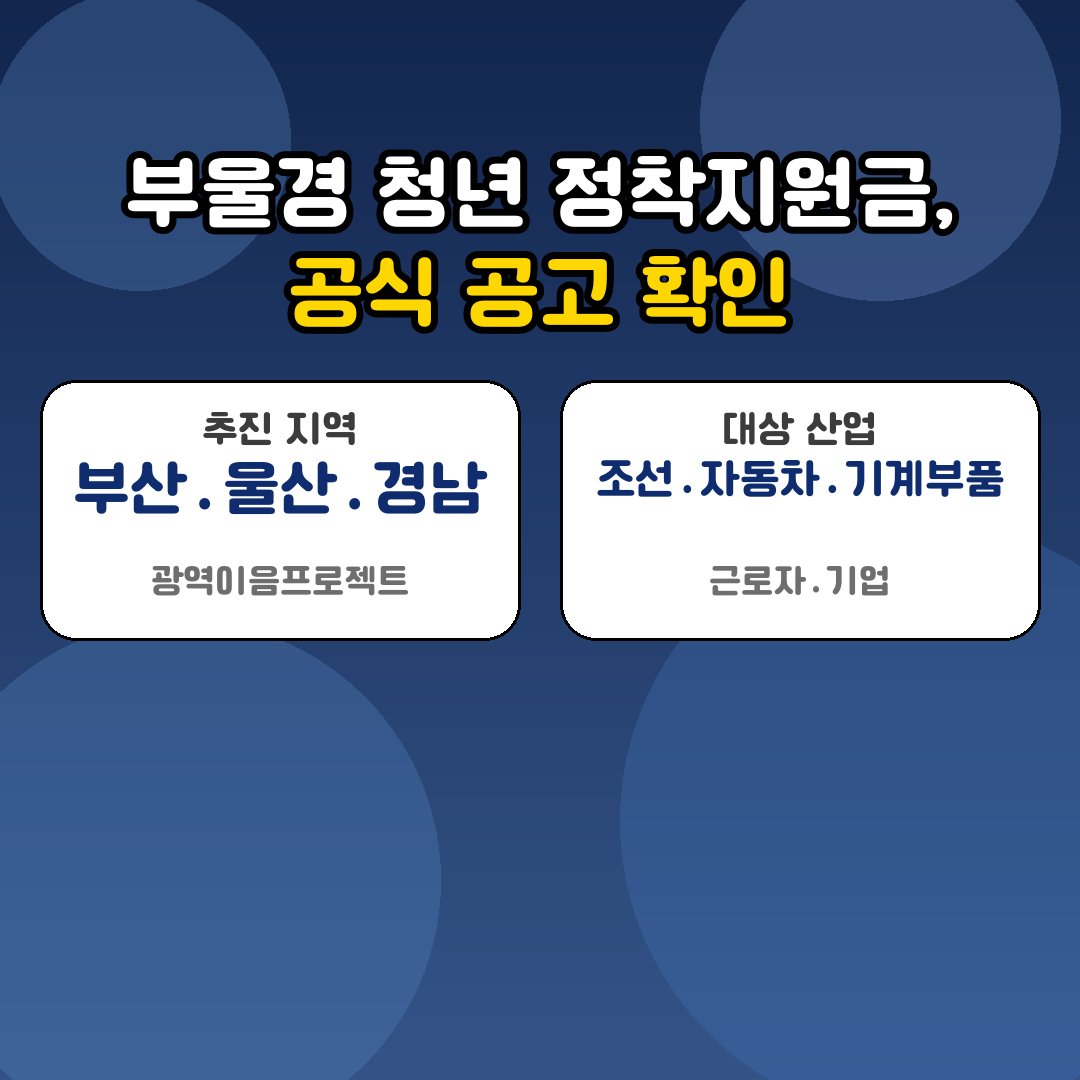 부울경 청년 정착지원금,
공식 공고 확인
추진 지역
부산.울산.경남
광역이음프로젝트
대상 산업
조선.자동차.기계부품
근로자.기업